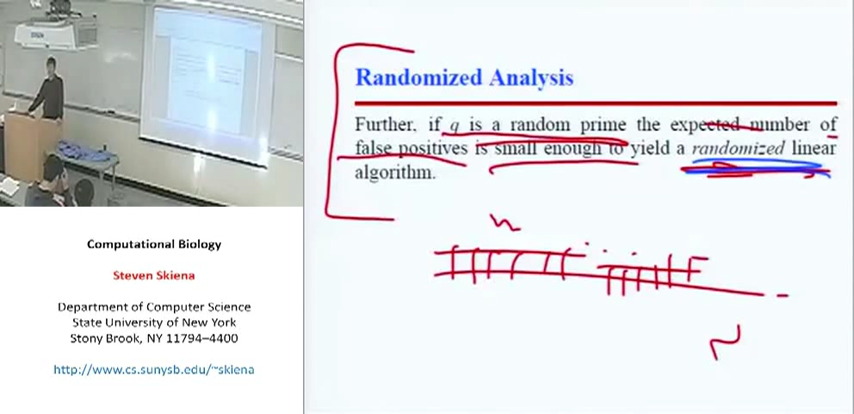 Computational Biology
Steven Skiena
Department of Computer Science
State University of New York
Stony Brook, NY 11794–4400
http://www.cs.sunysb.edu/~skiena
Randomized Analysis
Further, if q is a random prime the expected number of
false positives is small enough to yield a randomized linear
algorithm.
n